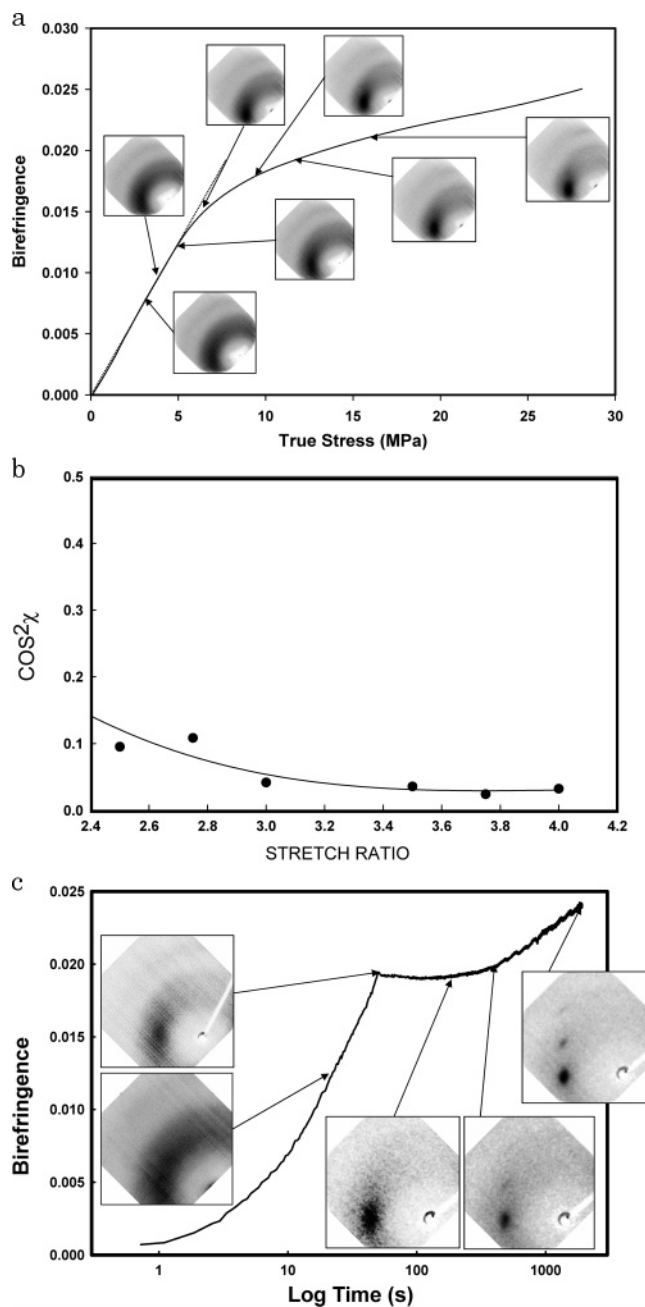 a
0.030
0.025
0.020
0.015
0.010
0.005
0.000
Birefringence
0 5 10 15 20 25 30
True Stress (MPa)
b
0.5
0.4
0.3
0.2
0.1
0.0
COS²χ
2.4 2.6 2.8 3.0 3.2 3.4 3.6 3.8 4.0 4.2
STRETCH RATIO
c
0.025
0.020
0.015
0.010
0.005
0.000
Birefringence
1 10 100 1000
Log Time (s)